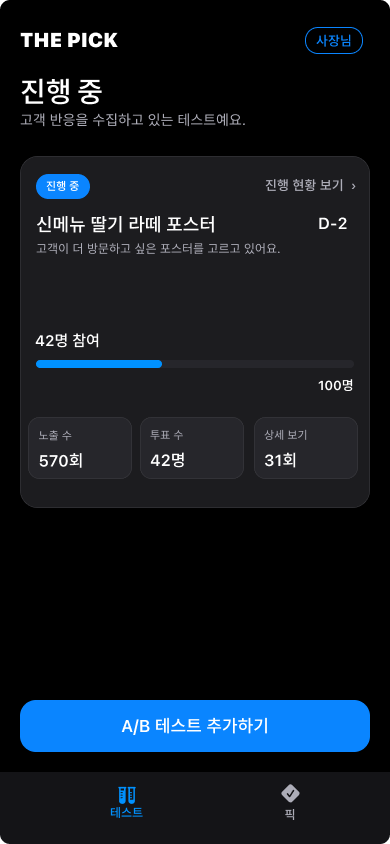 THE PICK
사장님
진행 중
고객 반응을 수집하고 있는 테스트예요.
진행 중
진행 현황 보기 ›
신메뉴 딸기 라떼 포스터
D-2
고객이 더 방문하고 싶은 포스터를 고르고 있어요.
42명 참여
100명
노출 수
570회
투표 수
42명
상세 보기
31회
A/B 테스트 추가하기
테스트
픽